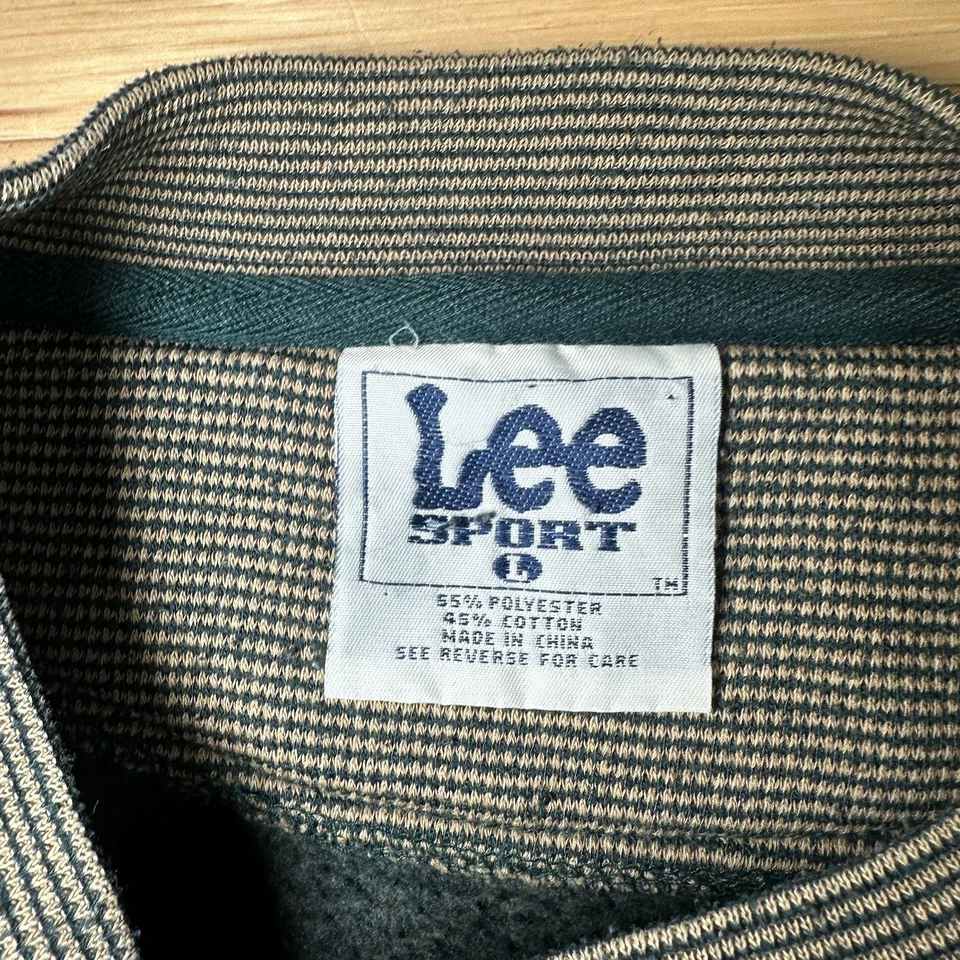 Lee
SPORT
L
TM
55% POLYESTER
45% COTTON
MADE IN CHINA
SEE REVERSE FOR CARE